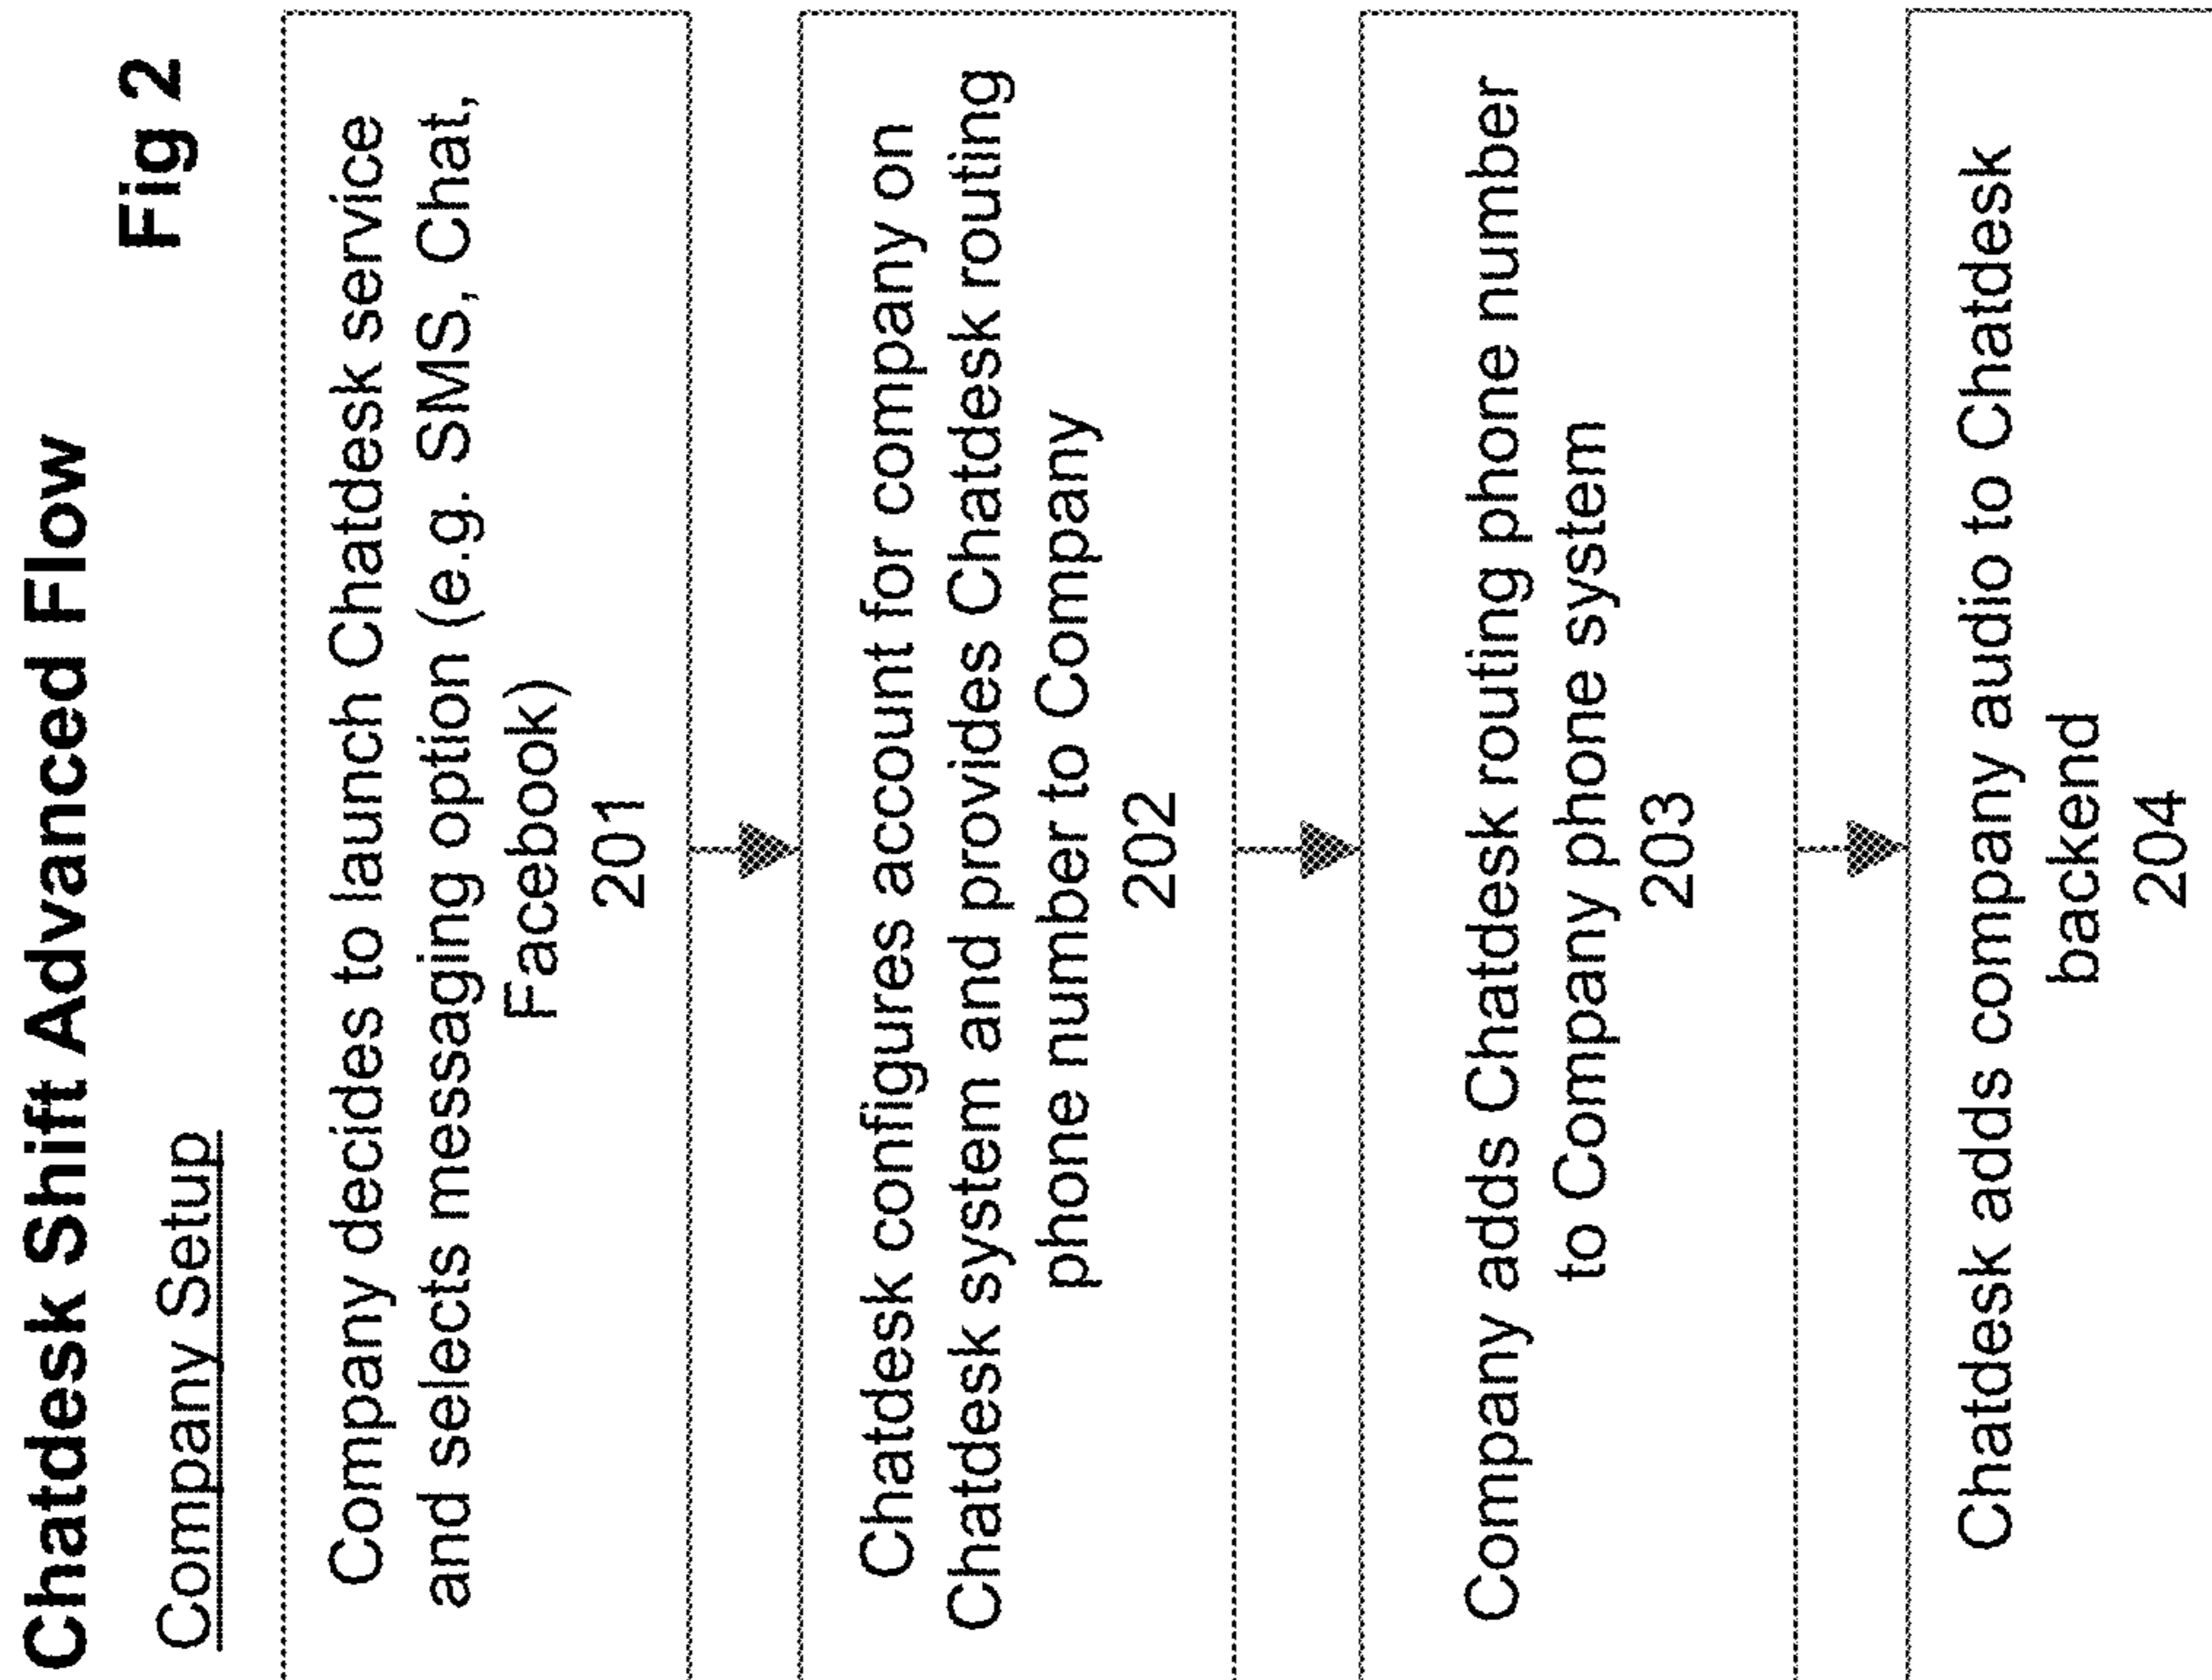 Chatdesk Shift Advanced Flow
Fig 2
Company Setup
Company decides to launch Chatdesk service
and selects messaging option (e.g. SMS, Chat,
Facebook)
201
Chatdesk configures account for company on
Chatdesk system and provides Chatdesk routing
phone number to Company
202
Company adds Chatdesk routing phone number
to Company phone system
203
Chatdesk adds company audio to Chatdesk
backend
204